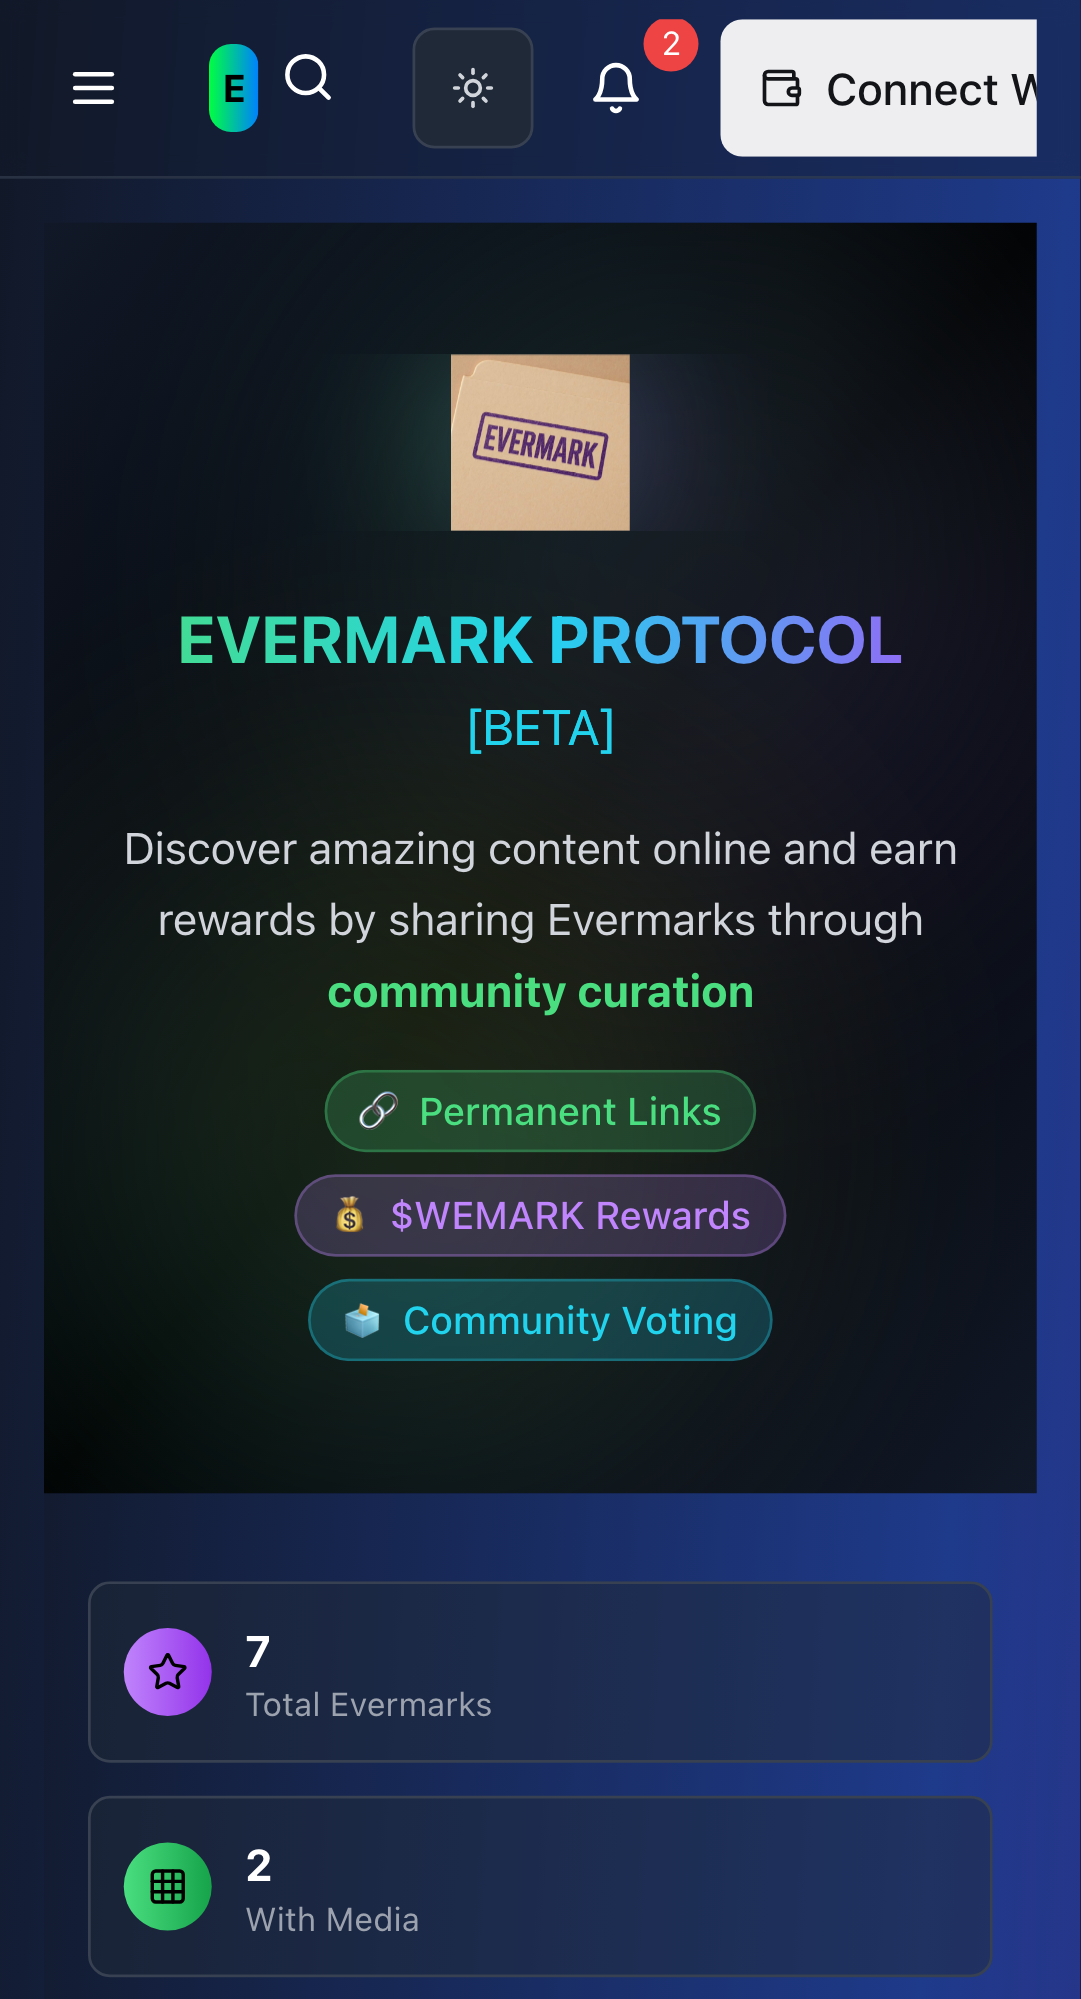 E
2
Connect W
EVERMARK
EVERMARK PROTOCOL
[BETA]
Discover amazing content online and earn
rewards by sharing Evermarks through
community curation
Permanent Links
$WEMARK Rewards
Community Voting
7
Total Evermarks
2
With Media